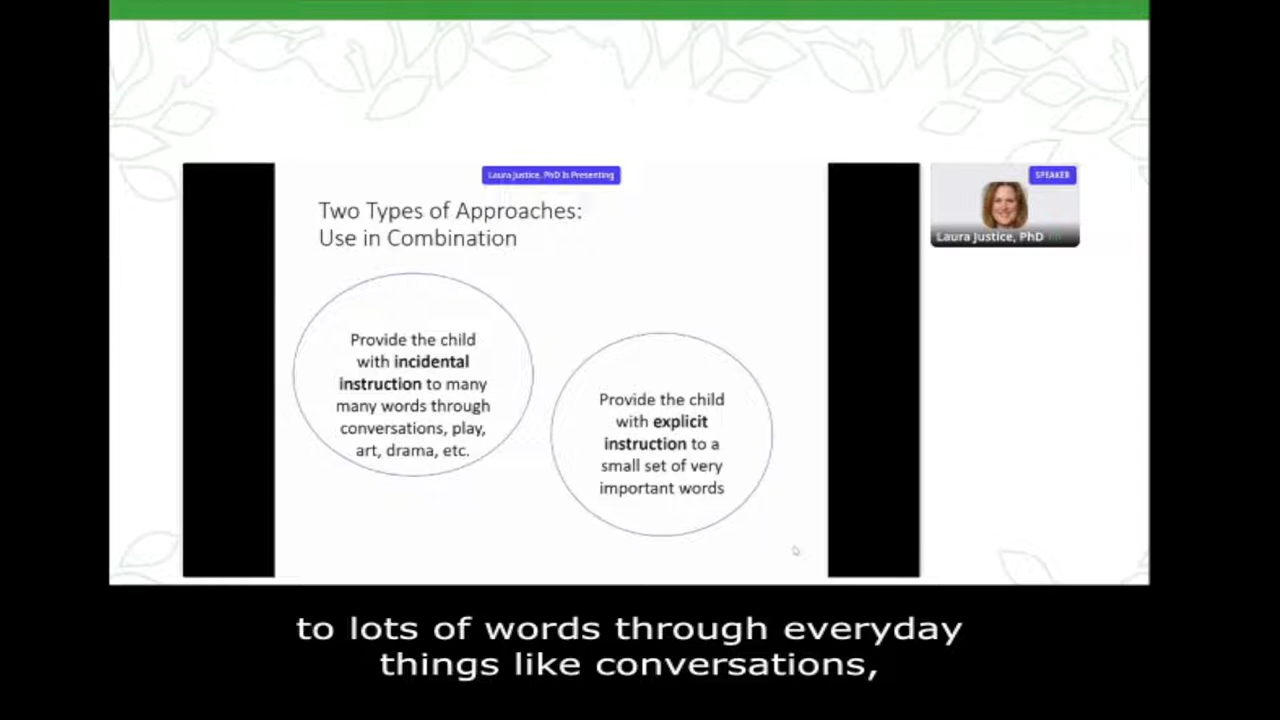 Laura Justice, PhD Is Presenting
SPEAKER
Laura Justice, PhD
Two Types of Approaches:
Use in Combination
Provide the child
with incidental
instruction to many
many words through
conversations, play,
art, drama, etc.
Provide the child
with explicit
instruction to a
small set of very
important words
to lots of words through everyday
things like conversations,